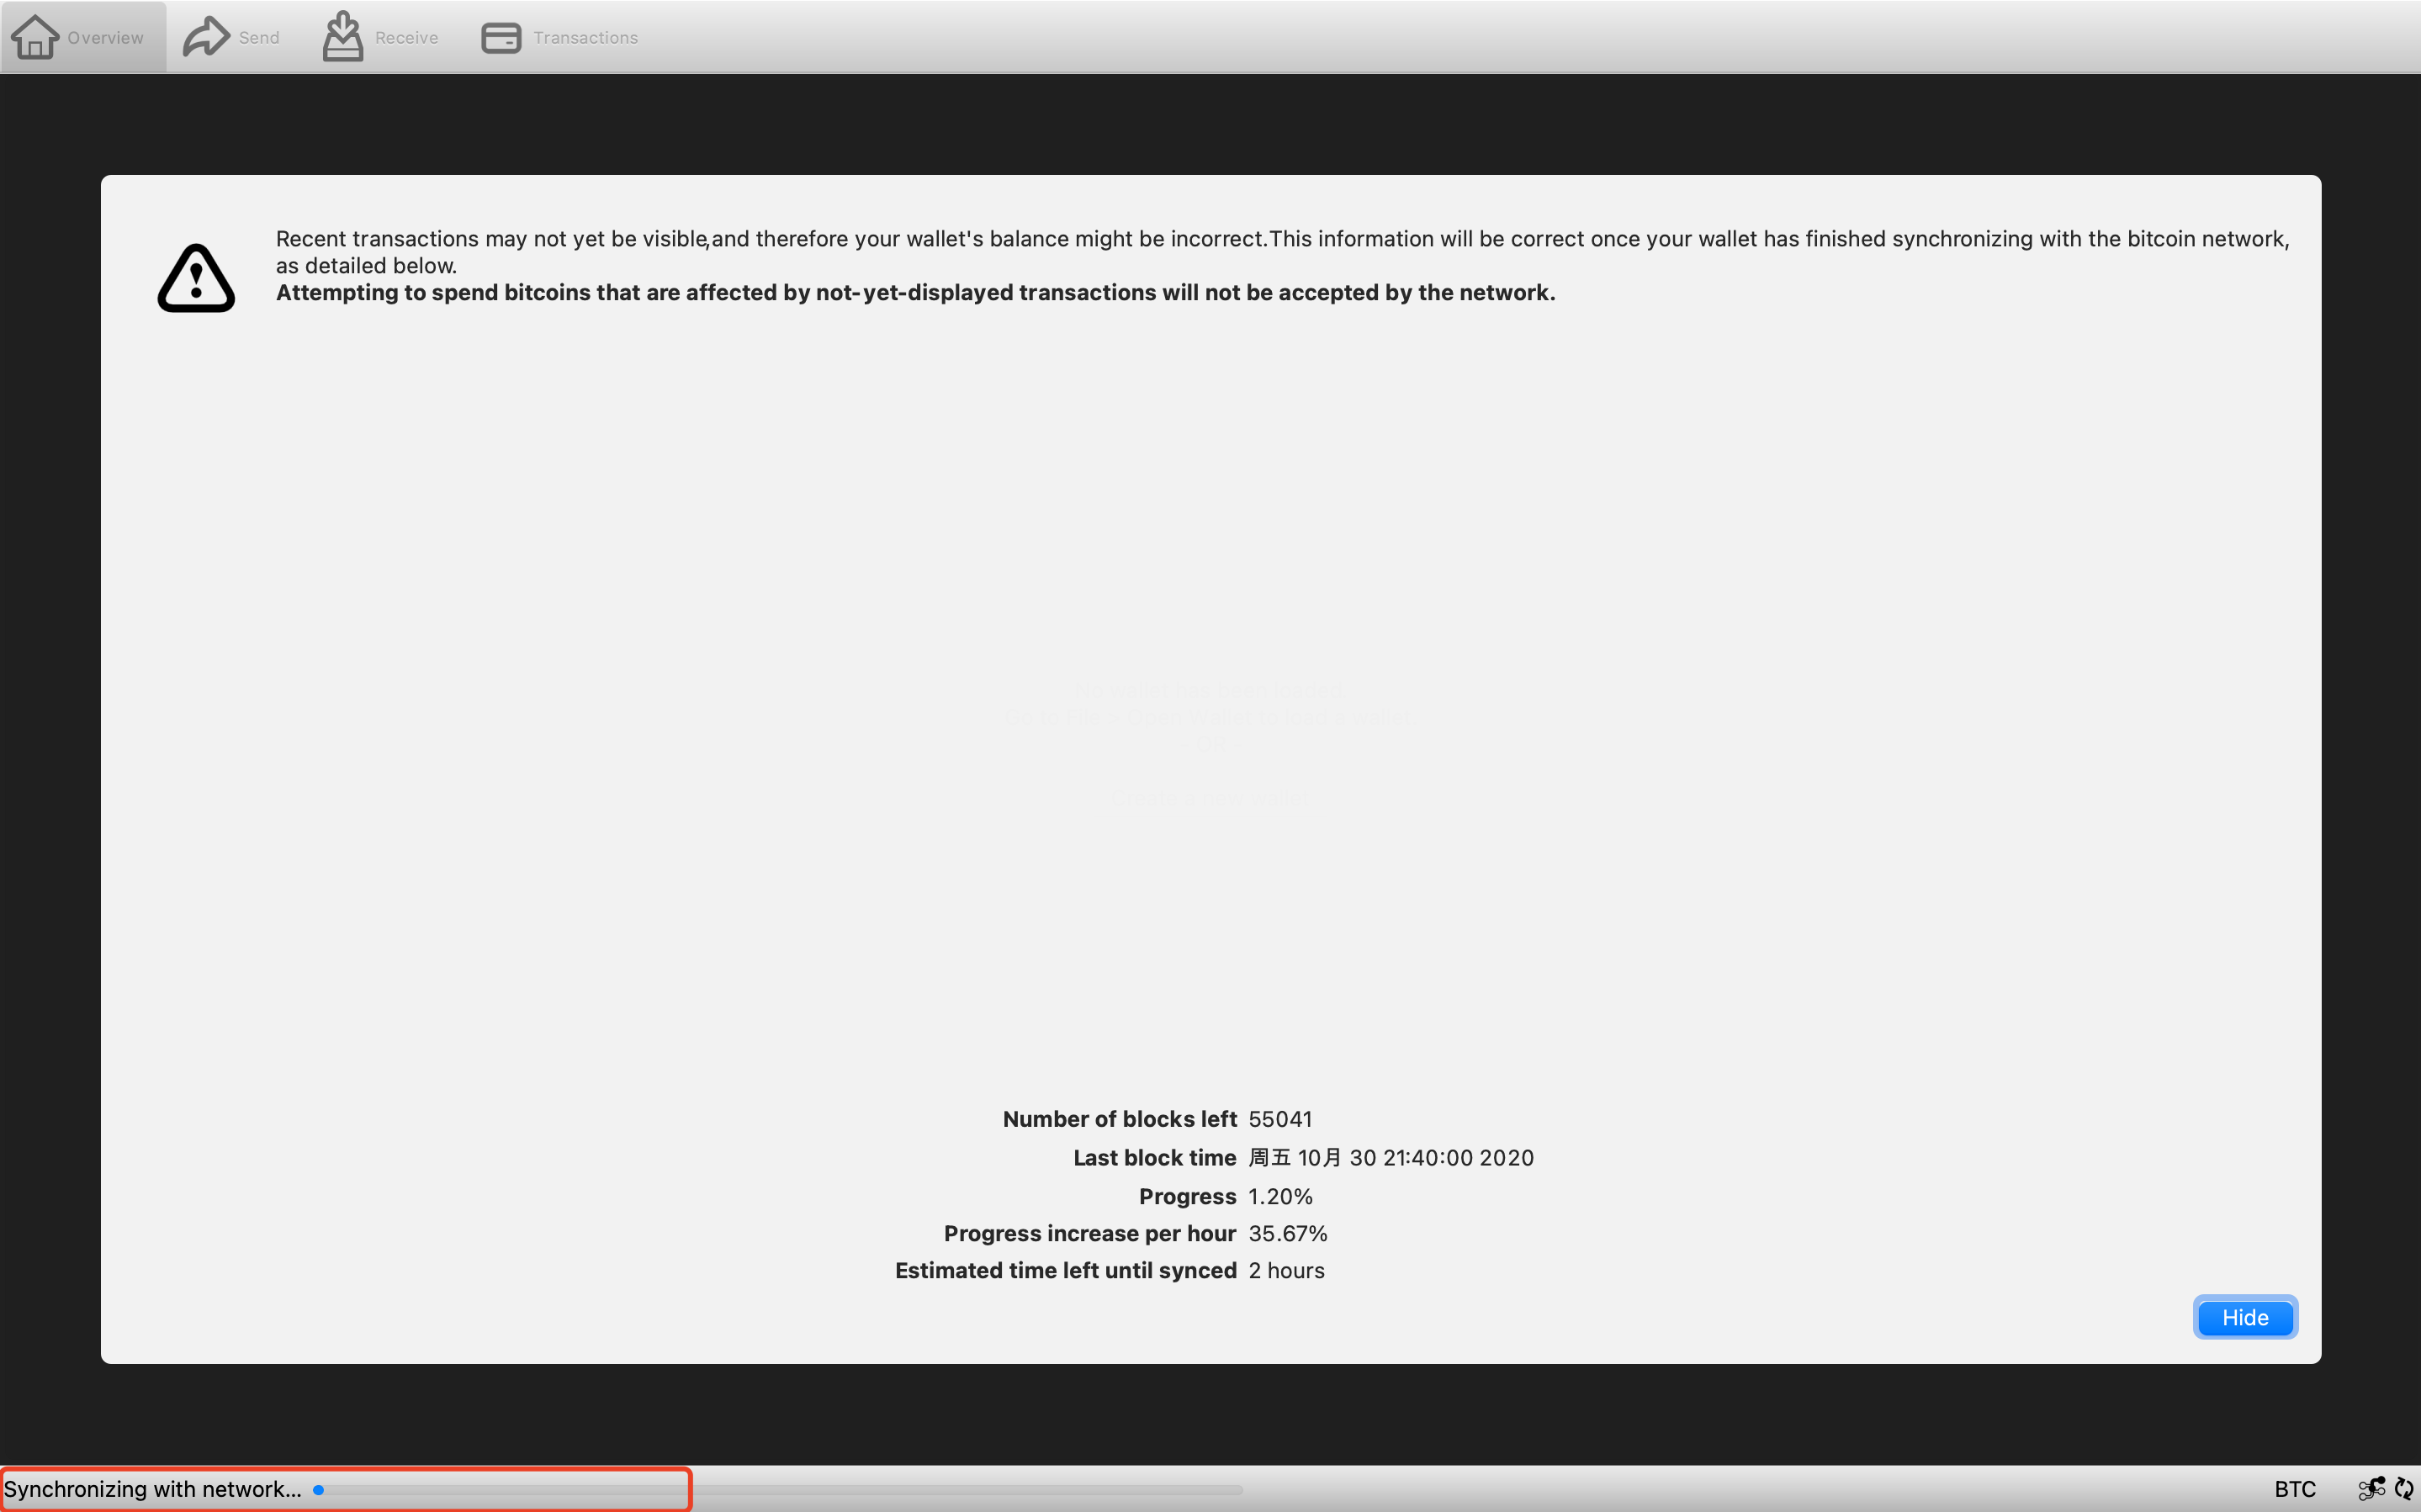 Overview
Send
Receive
Transactions
Recent transactions may not yet be visible,and therefore your wallet's balance might be incorrect.This information will be correct once your wallet has finished synchronizing with the bitcoin network,
as detailed below.
Attempting to spend bitcoins that are affected by not-yet-displayed transactions will not be accepted by the network.
Number of blocks left 55041
Last block time 周五 10月 30 21:40:00 2020
Progress 1.20%
Progress increase per hour 35.67%
Estimated time left until synced 2 hours
Hide
Synchronizing with network...
BTC